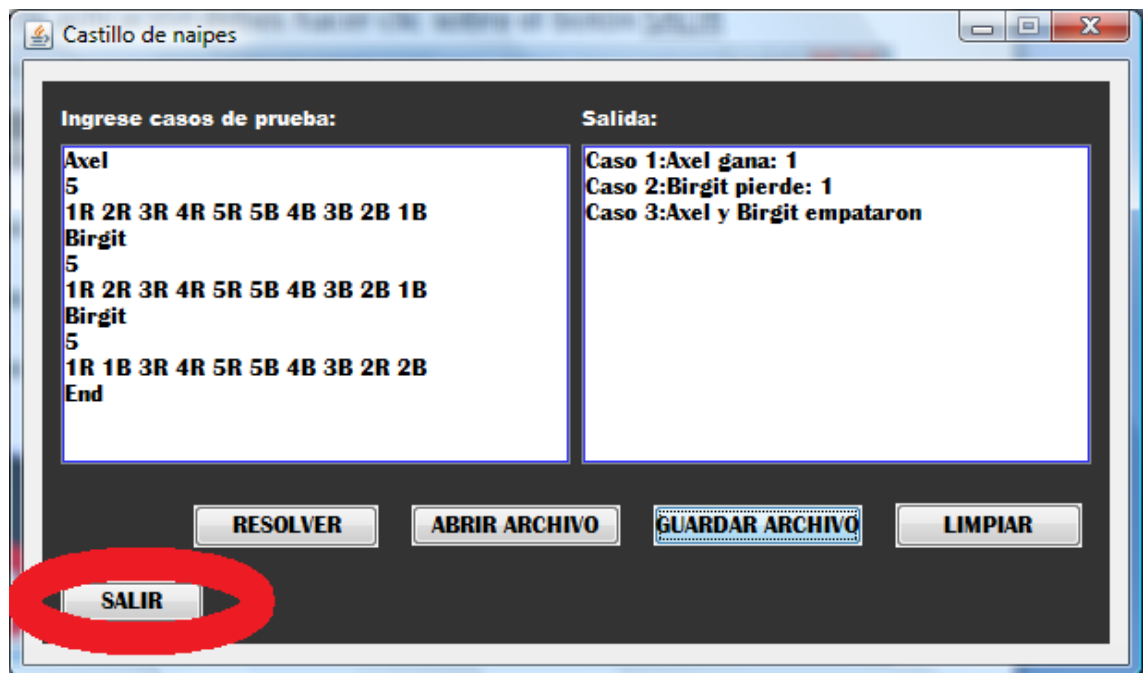 Castillo de naipes
Ingrese casos de prueba:
Axel
5
1R 2R 3R 4R 5R 5B 4B 3B 2B 1B
Birgit
5
1R 2R 3R 4R 5R 5B 4B 3B 2B 1B
Birgit
5
1R 1B 3R 4R 5R 5B 4B 3B 2R 2B
End
Salida:
Caso 1:Axel gana: 1
Caso 2:Birgit pierde: 1
Caso 3:Axel y Birgit empataron
RESOLVER
ABRIR ARCHIVO
GUARDAR ARCHIVO
LIMPIAR
SALIR